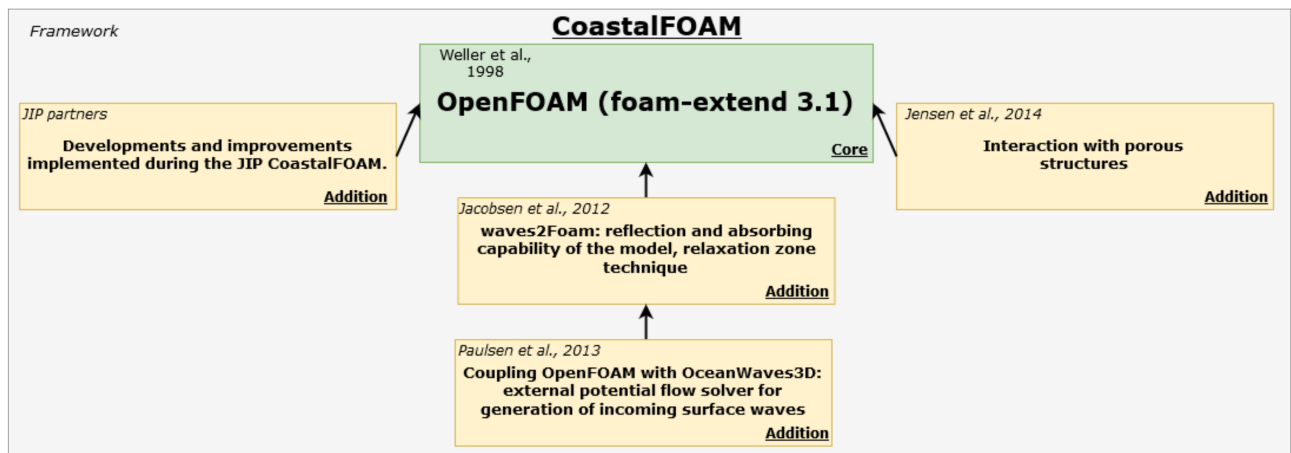 Framework
CoastalFOAM
Weller et al.,
1998
OpenFOAM (foam-extend 3.1)
Core
JIP partners
Developments and improvements
implemented during the JIP CoastalFOAM.
Addition
Jensen et al., 2014
Interaction with porous
structures
Addition
Jacobsen et al., 2012
waves2Foam: reflection and absorbing
capability of the model, relaxation zone
technique
Addition
Paulsen et al., 2013
Coupling OpenFOAM with OceanWaves3D:
external potential flow solver for
generation of incoming surface waves
Addition